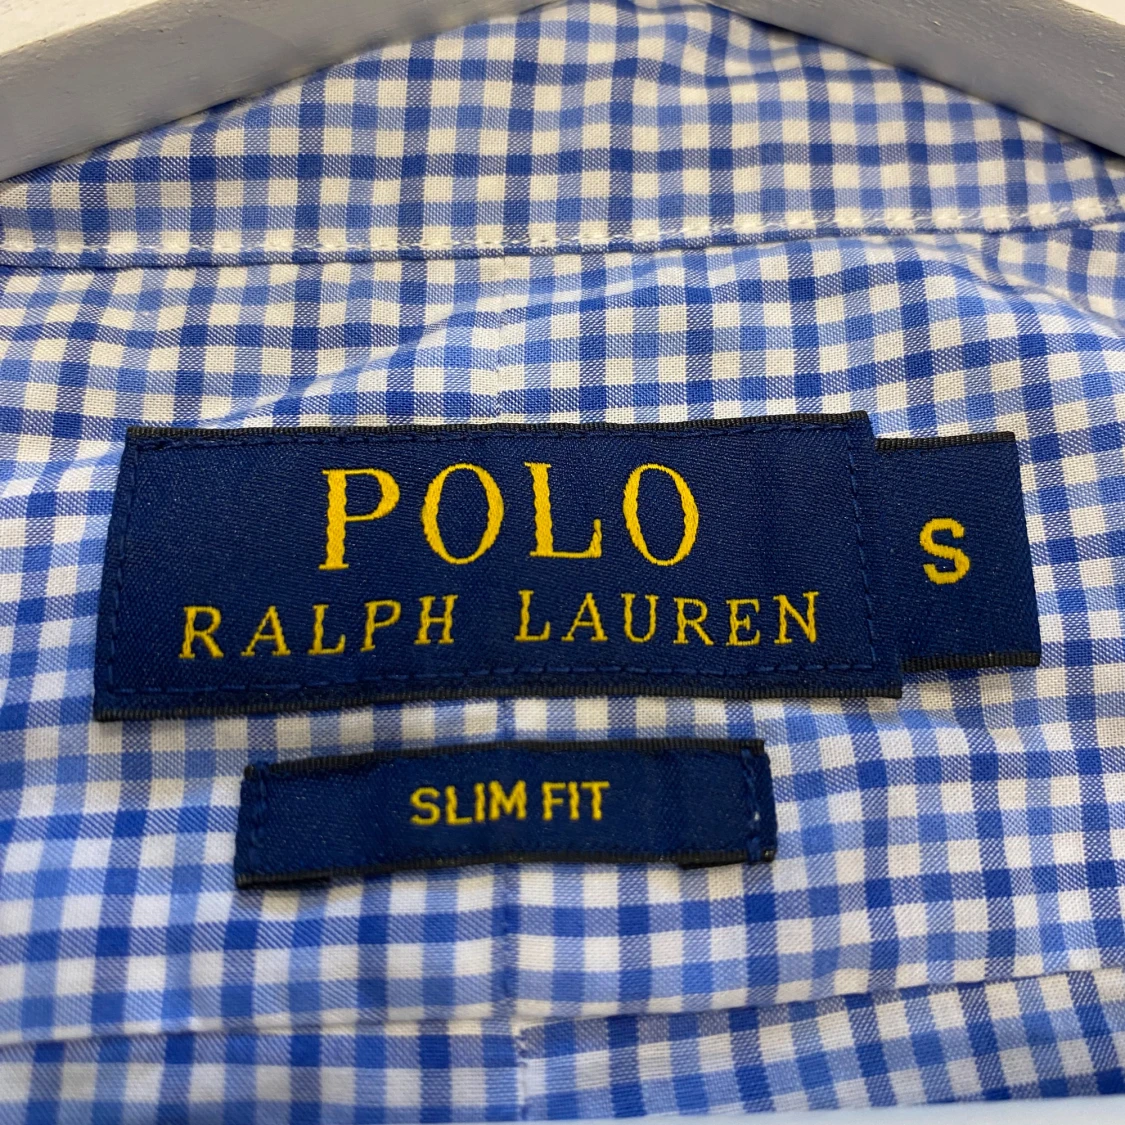 POLO
RALPH LAUREN
S
SLIM FIT